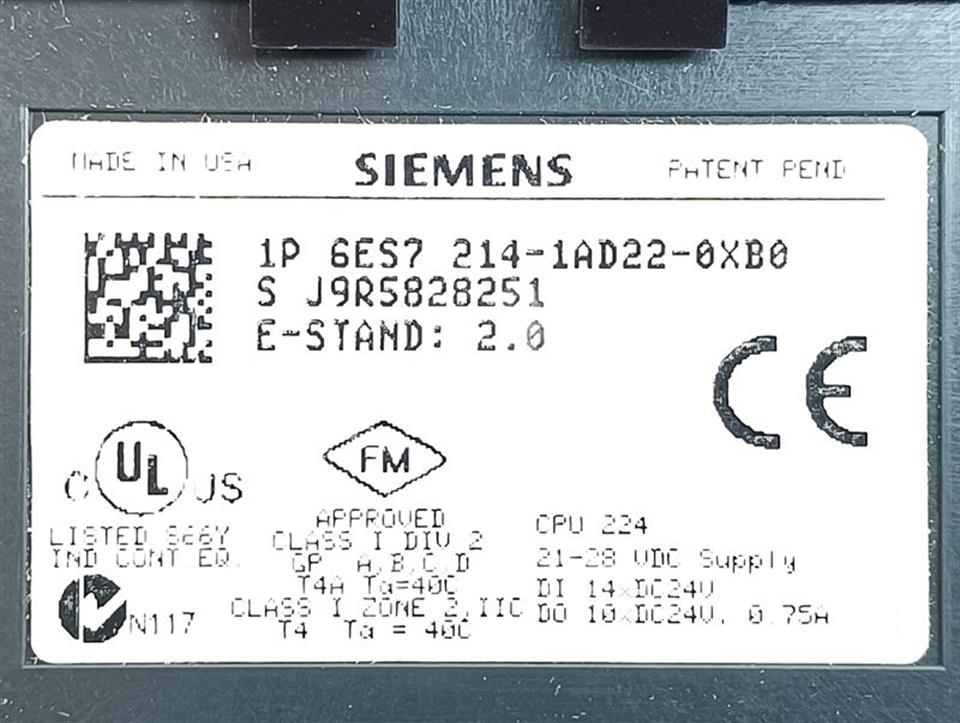 MADE IN USA SIEMENS PATENT PEND
1P 6ES7 214-1AD22-0XB0
S J9R5828251
E-STAND: 2.0
CE
C UL US
LISTED 566Y
IND CONT.EQ.
N117
FM
APPROVED
CLASS I DIV 2
GP. A,B,C,D
T4A Ta=40C
CLASS I ZONE 2,IIC
T4 Ta = 40C
CPU 224
21-28 VDC Supply
DI 14xDC24V
DO 10xDC24V, 0.75A